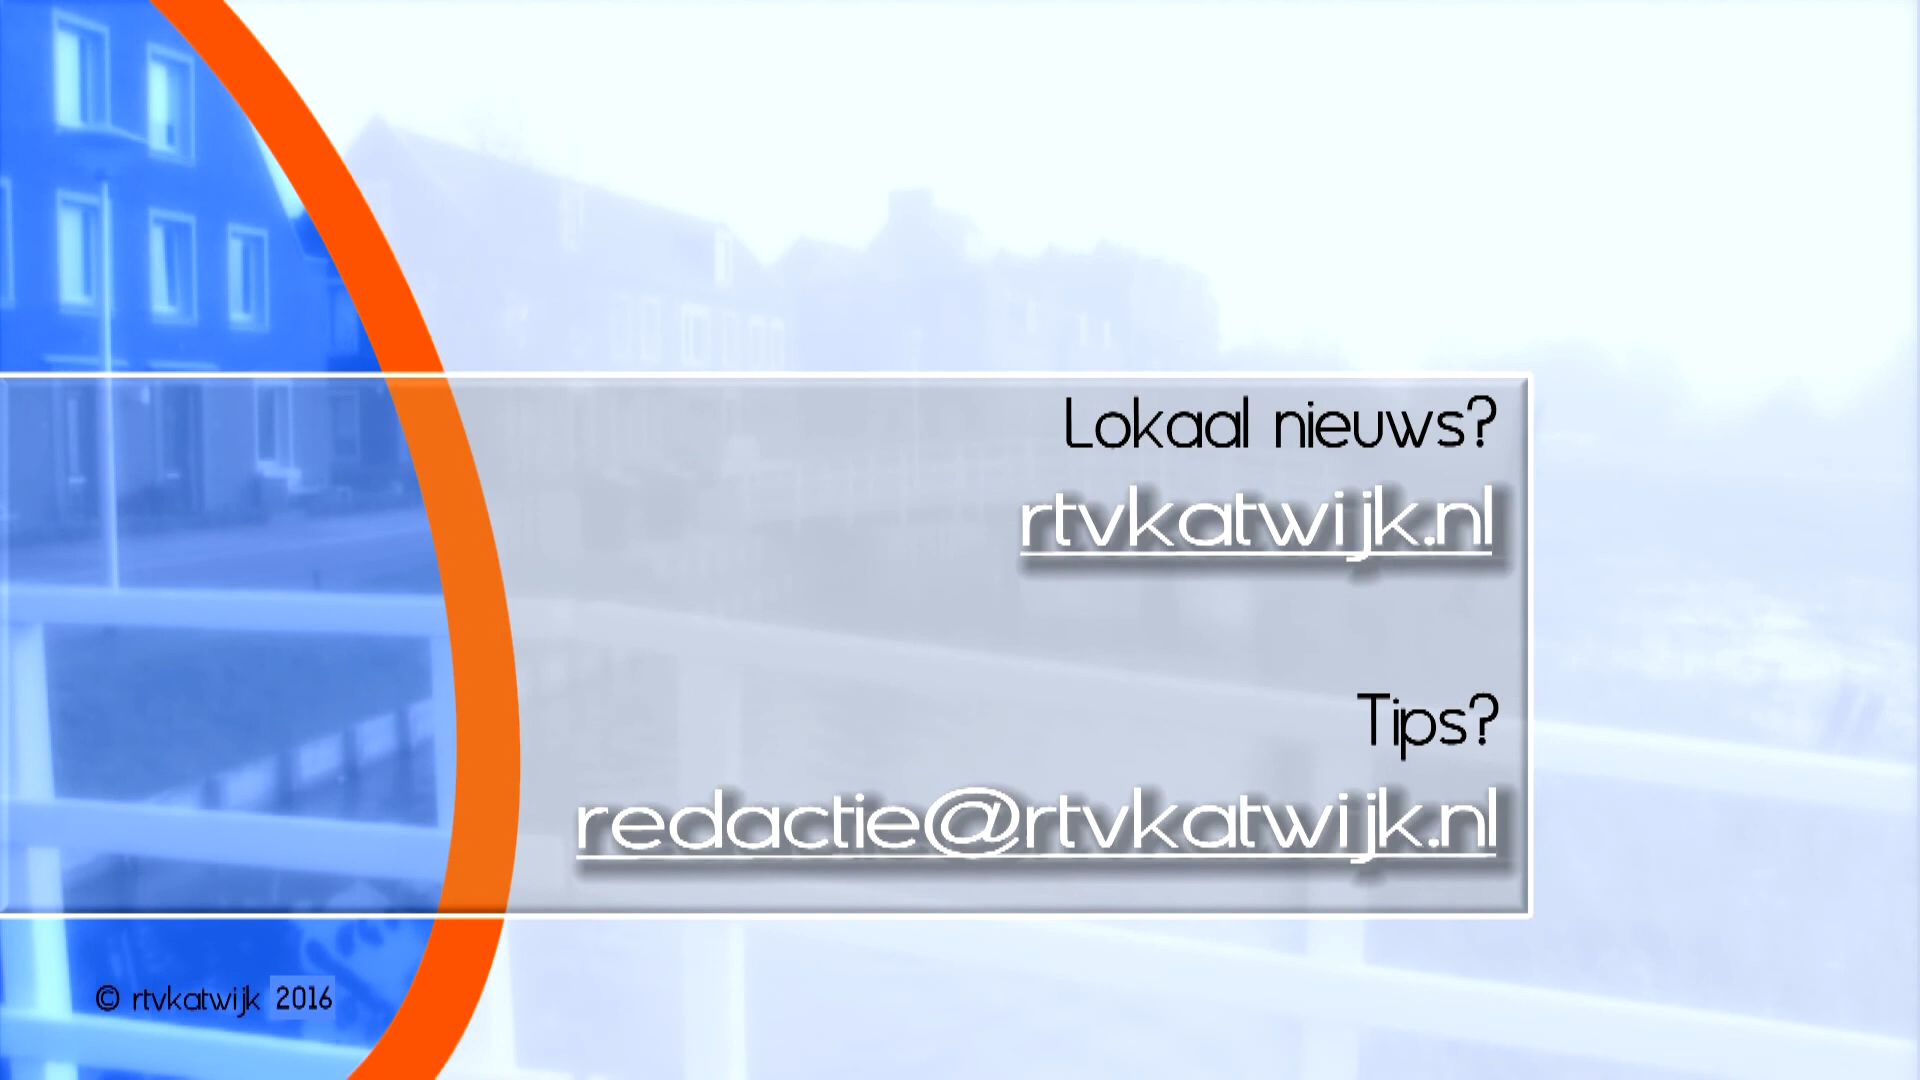 Lokaal nieuws?
rtvkatwijk.nl
Tips?
redactie@rtvkatwijk.nl
© rtvkatwijk 2016